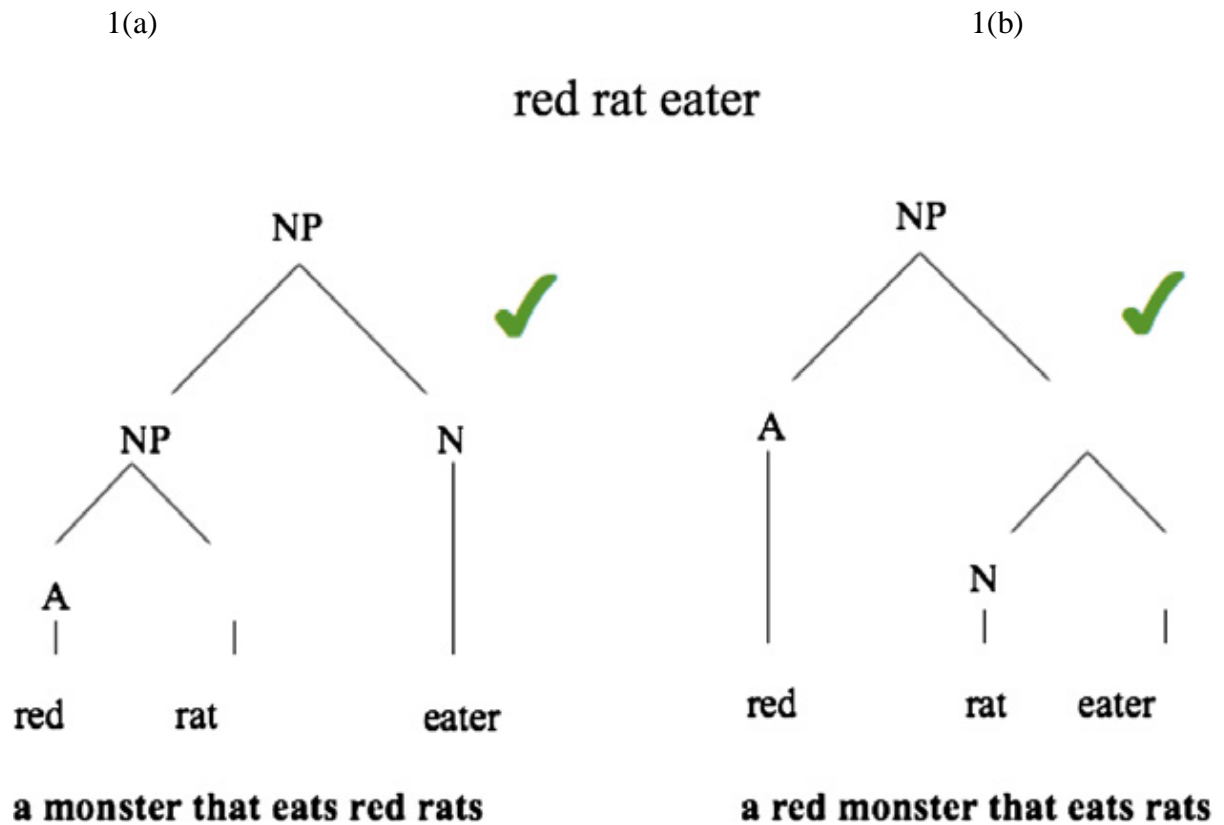 1(a) 1(b)
red rat eater
NP NP
NP N A
A N
red rat eater red rat eater
a monster that eats red rats a red monster that eats rats